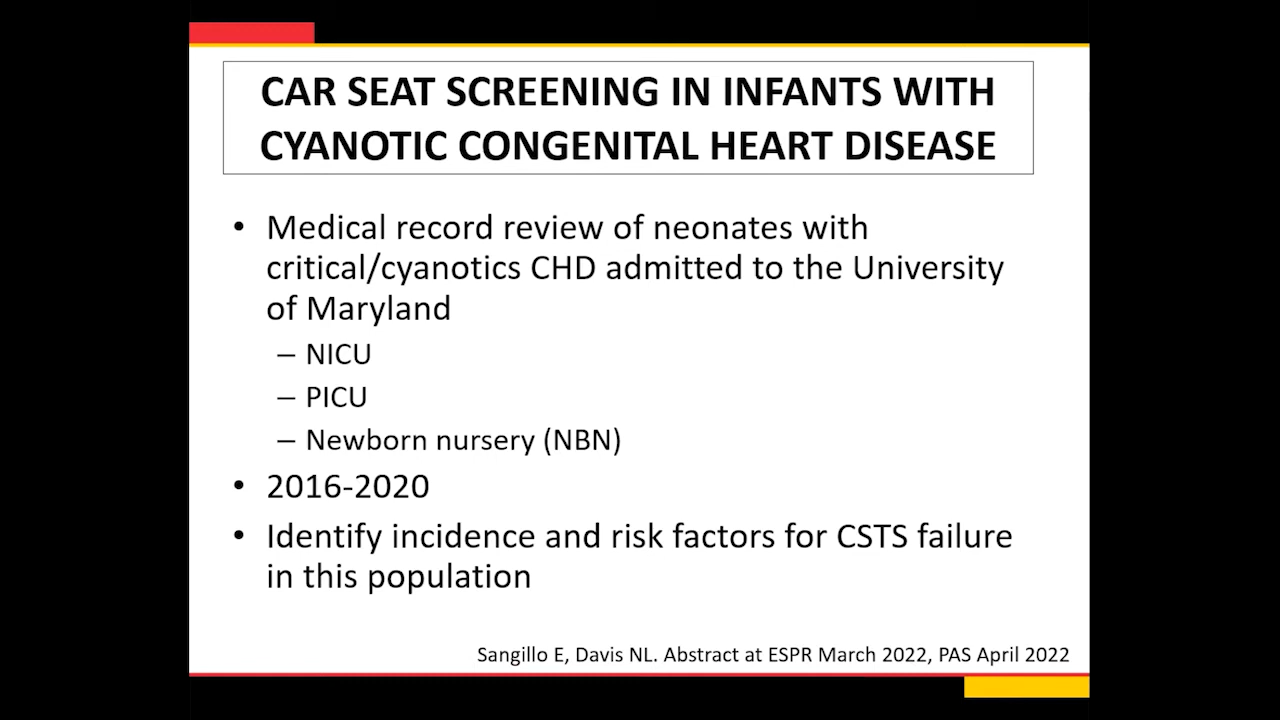 CAR SEAT SCREENING IN INFANTS WITH
CYANOTIC CONGENITAL HEART DISEASE
• Medical record review of neonates with
critical/cyanotics CHD admitted to the University
of Maryland
– NICU
– PICU
– Newborn nursery (NBN)
• 2016-2020
• Identify incidence and risk factors for CSTS failure
in this population
Sangillo E, Davis NL. Abstract at ESPR March 2022, PAS April 2022